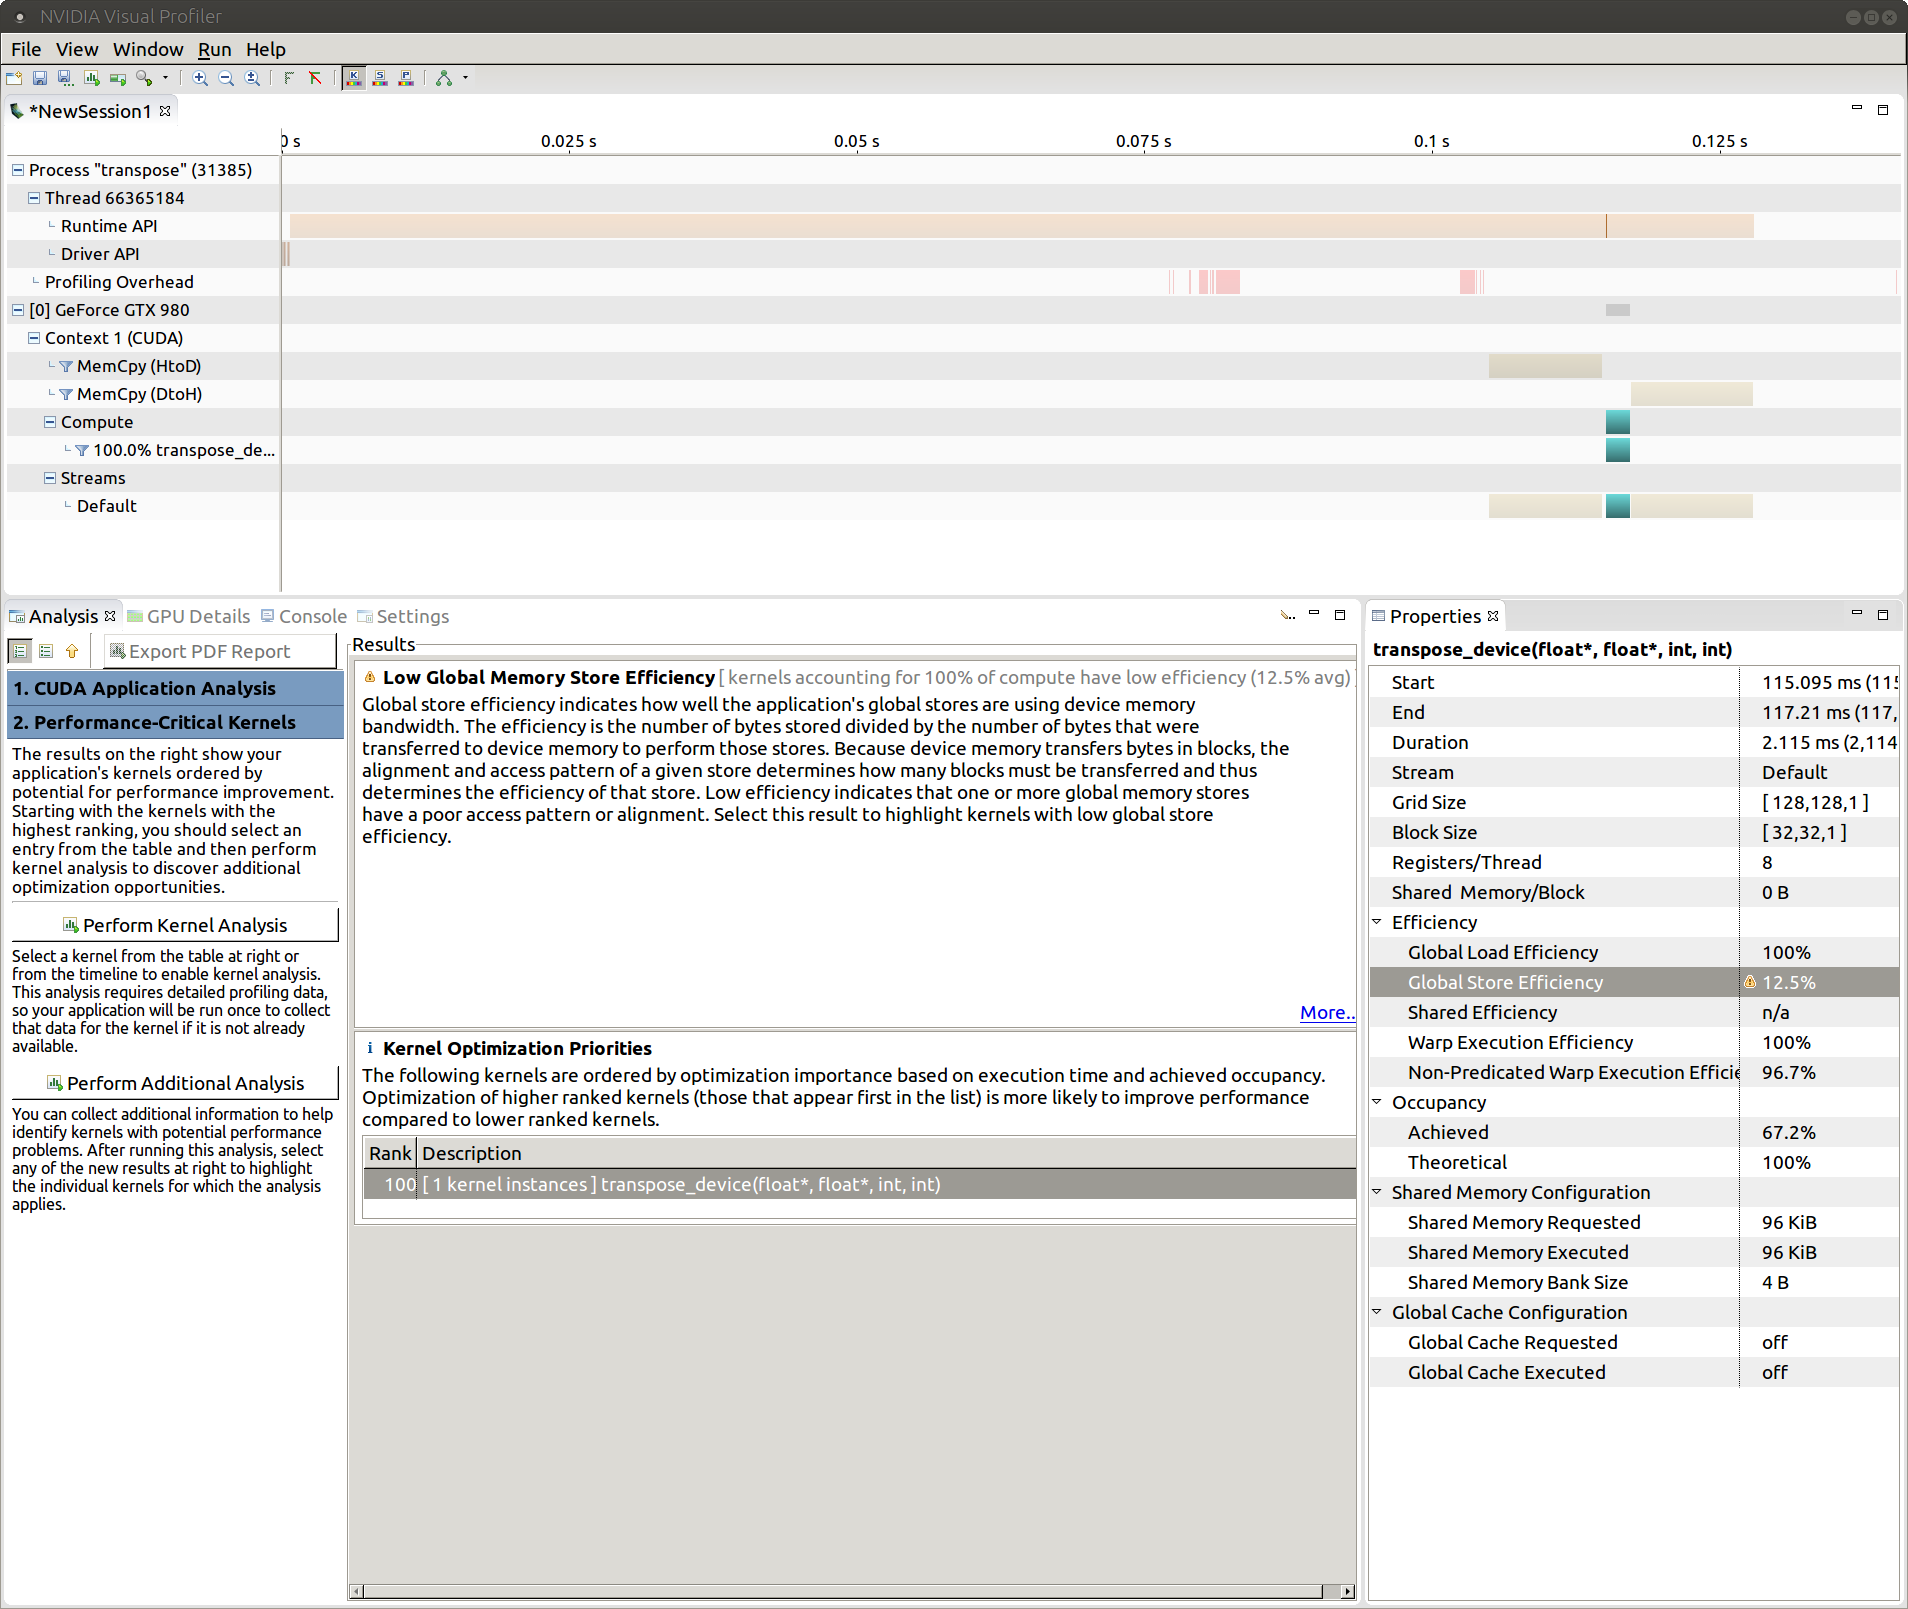 NVIDIA Visual Profiler
File View Window Run Help
*NewSession1
0 s 0.025 s 0.05 s 0.075 s 0.1 s 0.125 s
Process "transpose" (31385)
Thread 66365184
Runtime API
Driver API
Profiling Overhead
[0] GeForce GTX 980
Context 1 (CUDA)
MemCpy (HtoD)
MemCpy (DtoH)
Compute
100.0% transpose_de...
Streams
Default
Analysis GPU Details Console Settings
Export PDF Report
1. CUDA Application Analysis
2. Performance-Critical Kernels
The results on the right show your
application's kernels ordered by
potential for performance improvement.
Starting with the kernels with the
highest ranking, you should select an
entry from the table and then perform
kernel analysis to discover additional
optimization opportunities.
Perform Kernel Analysis
Select a kernel from the table at right or
from the timeline to enable kernel analysis.
This analysis requires detailed profiling data,
so your application will be run once to collect
that data for the kernel if it is not already
available.
Perform Additional Analysis
You can collect additional information to help
identify kernels with potential performance
problems. After running this analysis, select
any of the new results at right to highlight
the individual kernels for which the analysis
applies.
Results
Low Global Memory Store Efficiency [ kernels accounting for 100% of compute have low efficiency (12.5% avg)
Global store efficiency indicates how well the application's global stores are using device memory
bandwidth. The efficiency is the number of bytes stored divided by the number of bytes that were
transferred to device memory to perform those stores. Because device memory transfers bytes in blocks, the
alignment and access pattern of a given store determines how many blocks must be transferred and thus
determines the efficiency of that store. Low efficiency indicates that one or more global memory stores
have a poor access pattern or alignment. Select this result to highlight kernels with low global store
efficiency.
More..
i Kernel Optimization Priorities
The following kernels are ordered by optimization importance based on execution time and achieved occupancy.
Optimization of higher ranked kernels (those that appear first in the list) is more likely to improve performance
compared to lower ranked kernels.
Rank Description
100 [ 1 kernel instances ] transpose_device(float*, float*, int, int)
Properties
transpose_device(float*, float*, int, int)
Start 115.095 ms (115
End 117.21 ms (117,
Duration 2.115 ms (2,114
Stream Default
Grid Size [ 128,128,1 ]
Block Size [ 32,32,1 ]
Registers/Thread 8
Shared Memory/Block 0 B
Efficiency
Global Load Efficiency 100%
Global Store Efficiency 12.5%
Shared Efficiency n/a
Warp Execution Efficiency 100%
Non-Predicated Warp Execution Efficie 96.7%
Occupancy
Achieved 67.2%
Theoretical 100%
Shared Memory Configuration
Shared Memory Requested 96 KiB
Shared Memory Executed 96 KiB
Shared Memory Bank Size 4 B
Global Cache Configuration
Global Cache Requested off
Global Cache Executed off